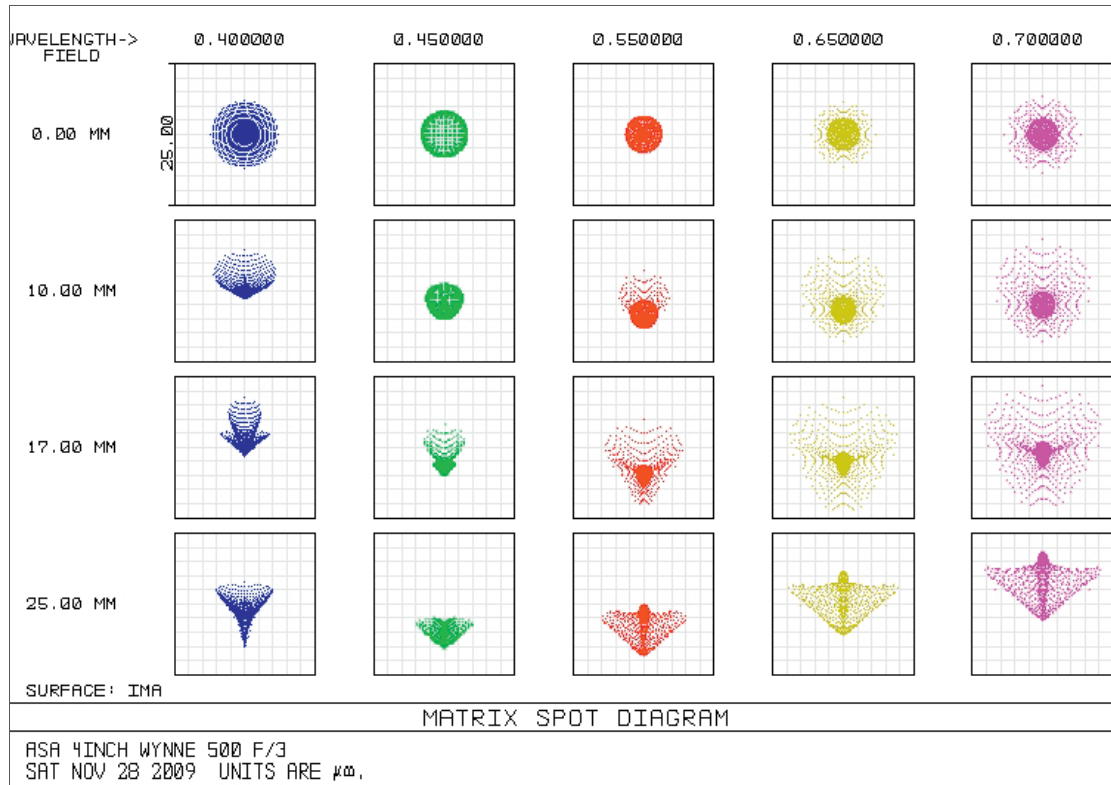 WAVELENGTH-> 0.400000 0.450000 0.550000 0.650000 0.700000
FIELD
0.00 MM
25.00
10.00 MM
17.00 MM
25.00 MM
SURFACE: IMA
MATRIX SPOT DIAGRAM
ASA 4INCH WYNNE 500 F/3
SAT NOV 28 2009 UNITS ARE µm.